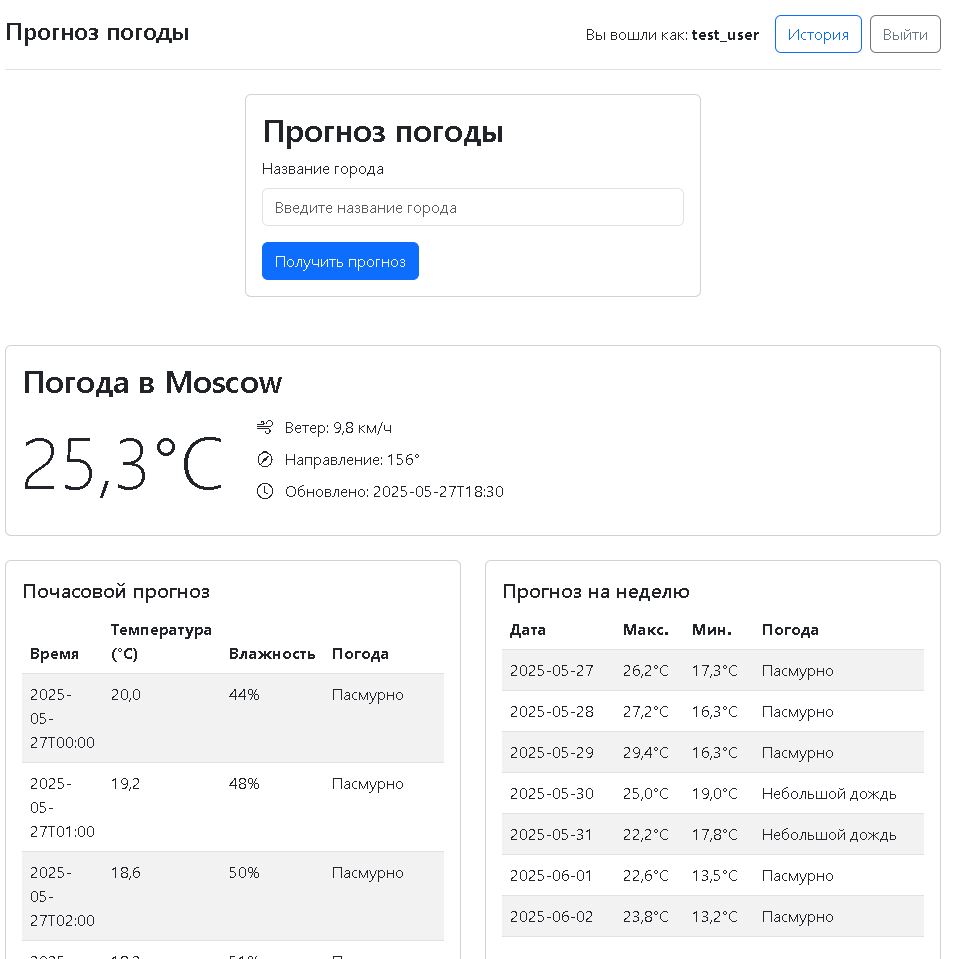 Прогноз погоды
Вы вошли как: test_user
История
Выйти
Прогноз погоды
Название города
Введите название города
Получить прогноз
Погода в Moscow
25,3°C
Ветер: 9,8 км/ч
Направление: 156°
Обновлено: 2025-05-27T18:30
Почасовой прогноз
Время Температура (°C) Влажность Погода
2025-05-27T00:00 20,0 44% Пасмурно
2025-05-27T01:00 19,2 48% Пасмурно
2025-05-27T02:00 18,6 50% Пасмурно
Прогноз на неделю
Дата Макс. Мин. Погода
2025-05-27 26,2°C 17,3°C Пасмурно
2025-05-28 27,2°C 16,3°C Пасмурно
2025-05-29 29,4°C 16,3°C Пасмурно
2025-05-30 25,0°C 19,0°C Небольшой дождь
2025-05-31 22,2°C 17,8°C Небольшой дождь
2025-06-01 22,6°C 13,5°C Пасмурно
2025-06-02 23,8°C 13,2°C Пасмурно